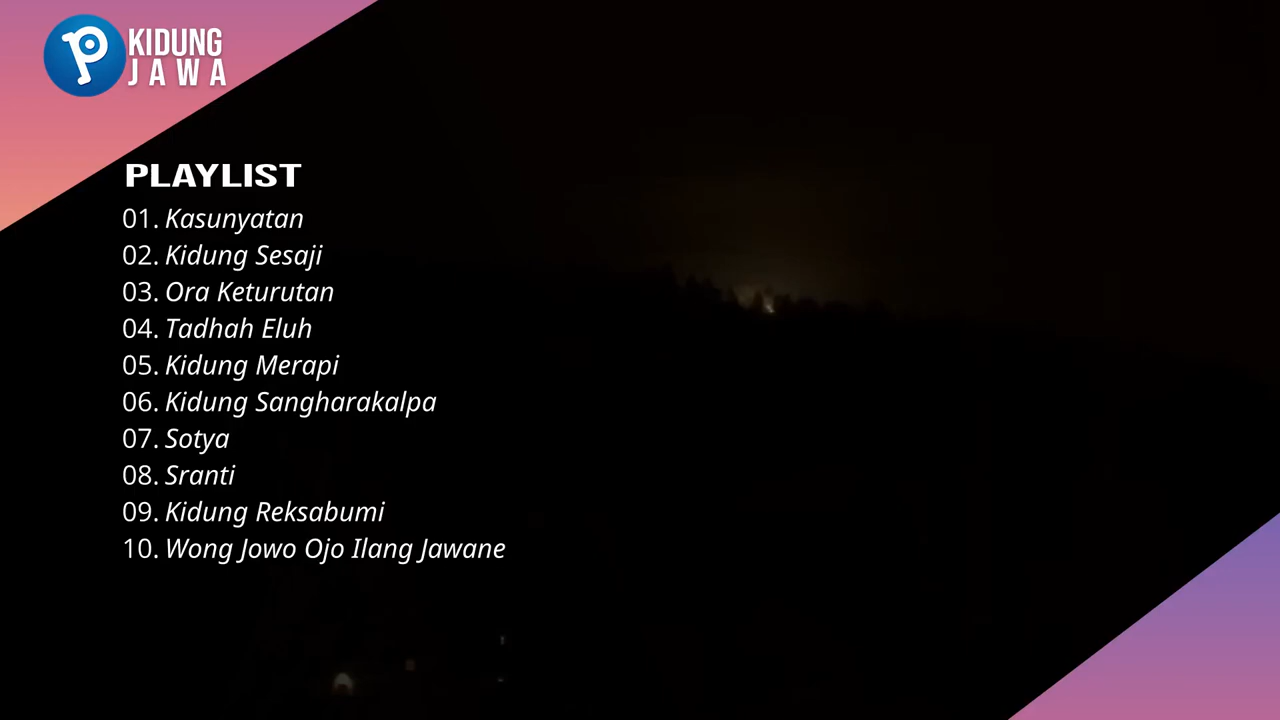 KIDUNG
JAWA
PLAYLIST
01. Kasunyatan
02. Kidung Sesaji
03. Ora Keturutan
04. Tadhah Eluh
05. Kidung Merapi
06. Kidung Sangharakalpa
07. Sotya
08. Sranti
09. Kidung Reksabumi
10. Wong Jowo Ojo Ilang Jawane